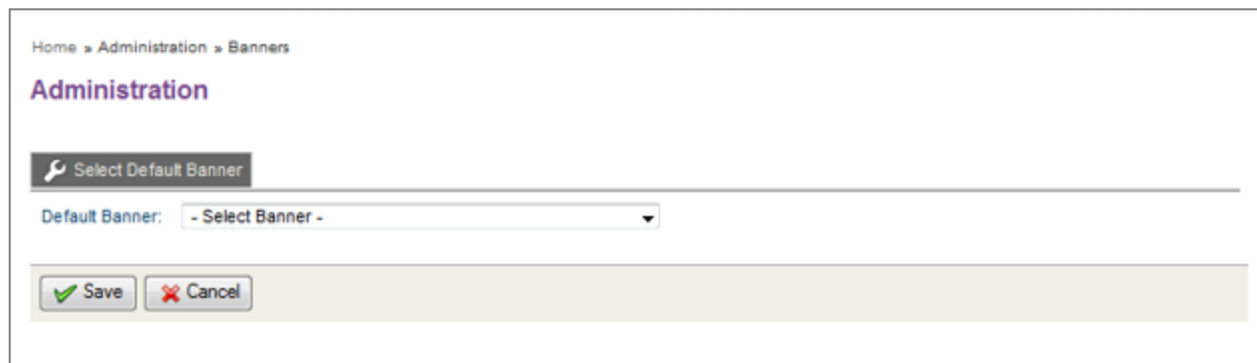 Home » Administration » Banners
Administration
Select Default Banner
Default Banner: - Select Banner -
Save Cancel